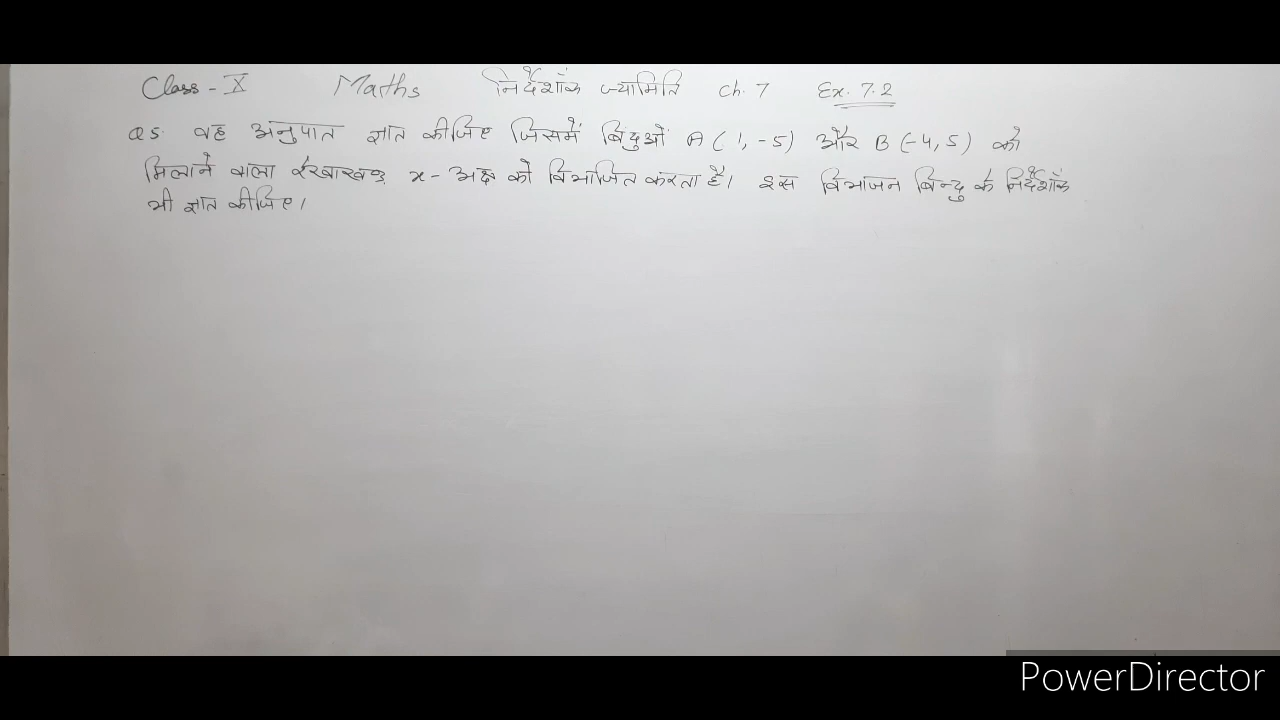 Class - X Maths निर्देशांक ज्यामिति Ch. 7 Ex. 7.2
Q5. वह अनुपात ज्ञात कीजिए जिसमें बिंदुओं A (1, -5) और B (-4, 5) को
मिलाने वाला रेखाखण्ड x - अक्ष को विभाजित करता है। इस विभाजन बिन्दु के निर्देशांक
भी ज्ञात कीजिए।
PowerDirector